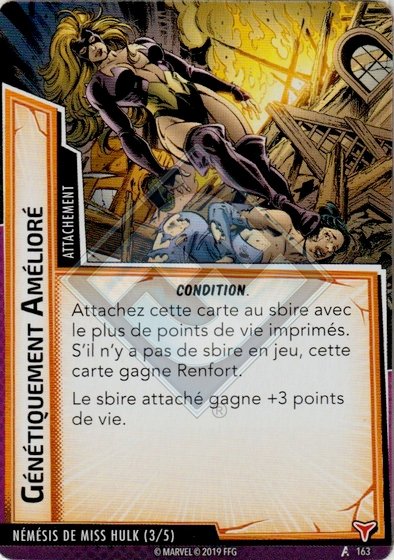 ATTACHEMENT
GÉNÉTIQUEMENT AMÉLIORÉ
CONDITION.
Attachez cette carte au sbire avec
le plus de points de vie imprimés.
S'il n'y a pas de sbire en jeu, cette
carte gagne Renfort.
Le sbire attaché gagne +3 points
de vie.
®
NÉMÉSIS DE MISS HULK (3/5)
© MARVEL © 2019 FFG
163